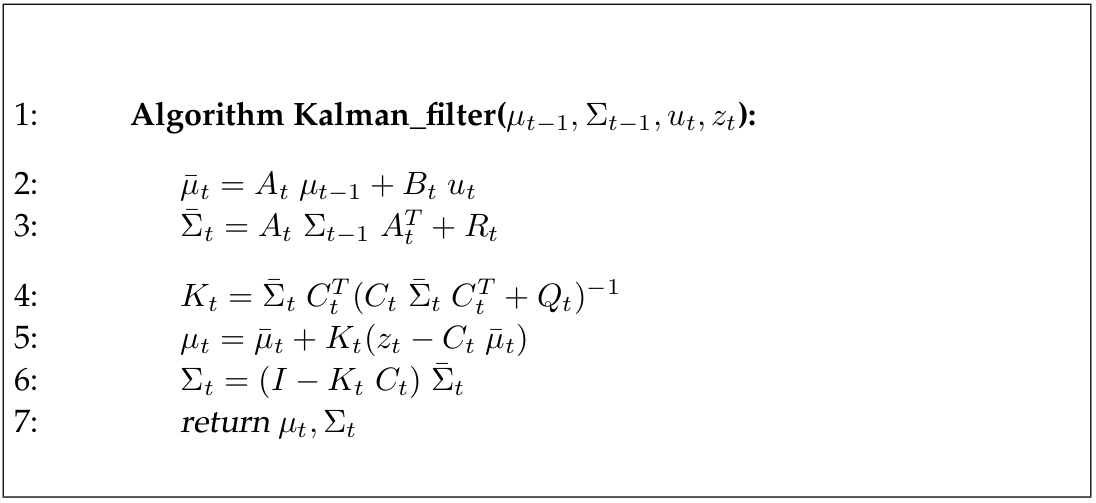 1: Algorithm Kalman_filter(μ_{t−1}, Σ_{t−1}, u_t, z_t):
2: μ̄_t = A_t μ_{t−1} + B_t u_t
3: Σ̄_t = A_t Σ_{t−1} A_t^T + R_t
4: K_t = Σ̄_t C_t^T (C_t Σ̄_t C_t^T + Q_t)^{−1}
5: μ_t = μ̄_t + K_t(z_t − C_t μ̄_t)
6: Σ_t = (I − K_t C_t) Σ̄_t
7: return μ_t, Σ_t